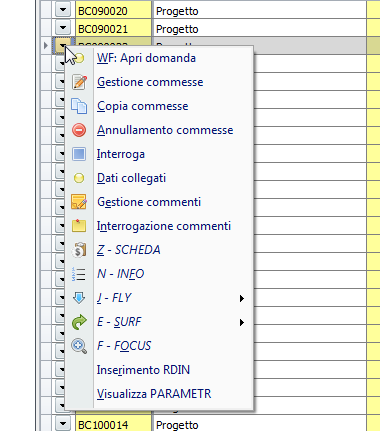 BC090020 Progetto
BC090021 Progetto
WF: Apri domanda
Gestione commesse
Copia commesse
Annullamento commesse
Interroga
Dati collegati
Gestione commenti
Interrogazione commenti
Z - SCHEDA
N - INFO
J - FLY
E - SURF
F - FOCUS
Inserimento RDIN
Visualizza PARAMETR
BC100014 Progetto